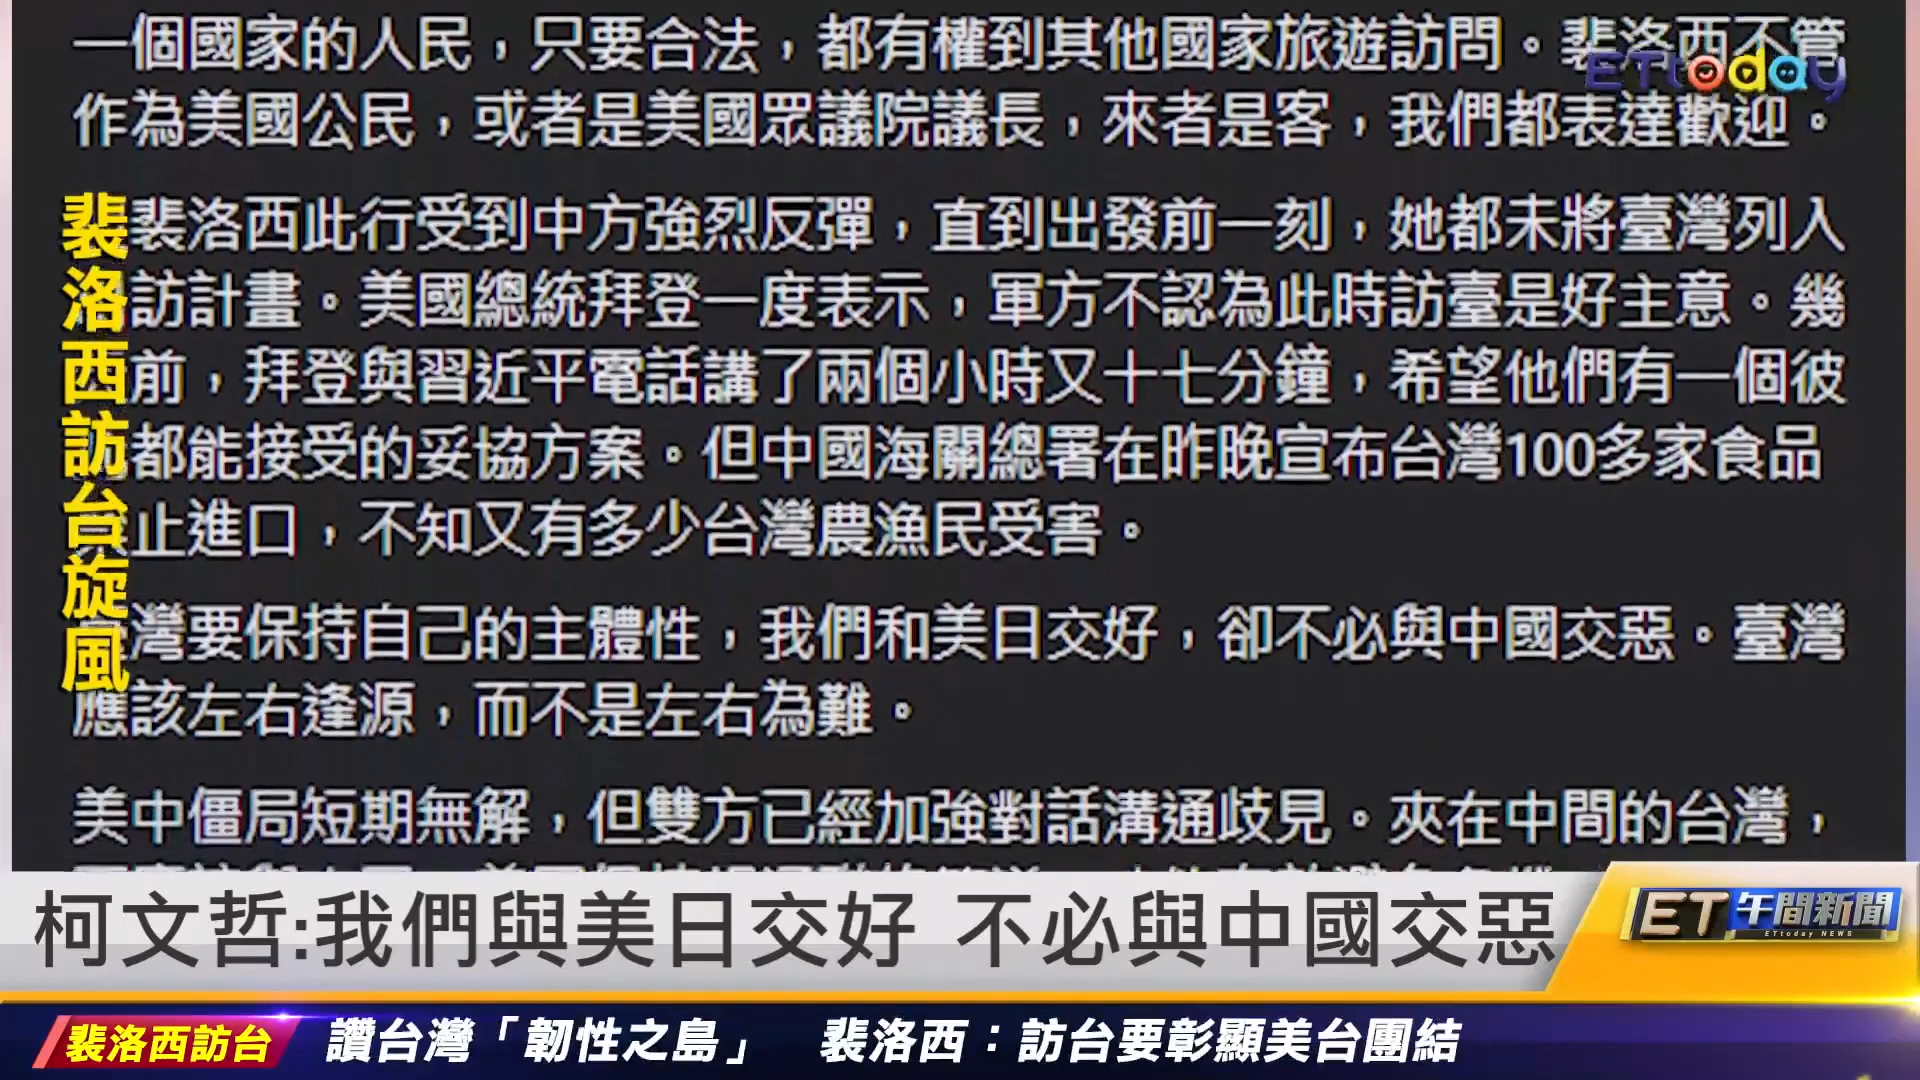 一個國家的人民，只要合法，都有權到其他國家旅遊訪問。裴洛西不管
作為美國公民，或者是美國眾議院議長，來者是客，我們都表達歡迎。
裴洛西此行受到中方強烈反彈，直到出發前一刻，她都未將臺灣列入
訪計畫。美國總統拜登一度表示，軍方不認為此時訪臺是好主意。幾
前，拜登與習近平電話講了兩個小時又十七分鐘，希望他們有一個彼
都能接受的妥協方案。但中國海關總署在昨晚宣布台灣100多家食品
止進口，不知又有多少台灣農漁民受害。
灣要保持自己的主體性，我們和美日交好，卻不必與中國交惡。臺灣
應該左右逢源，而不是左右為難。
美中僵局短期無解，但雙方已經加強對話溝通歧見。夾在中間的台灣，
裴洛西訪台旋風
ETtoday
柯文哲:我們與美日交好 不必與中國交惡
ET午間新聞
ETtoday NEWS
裴洛西訪台
讚台灣「韌性之島」 裴洛西：訪台要彰顯美台團結